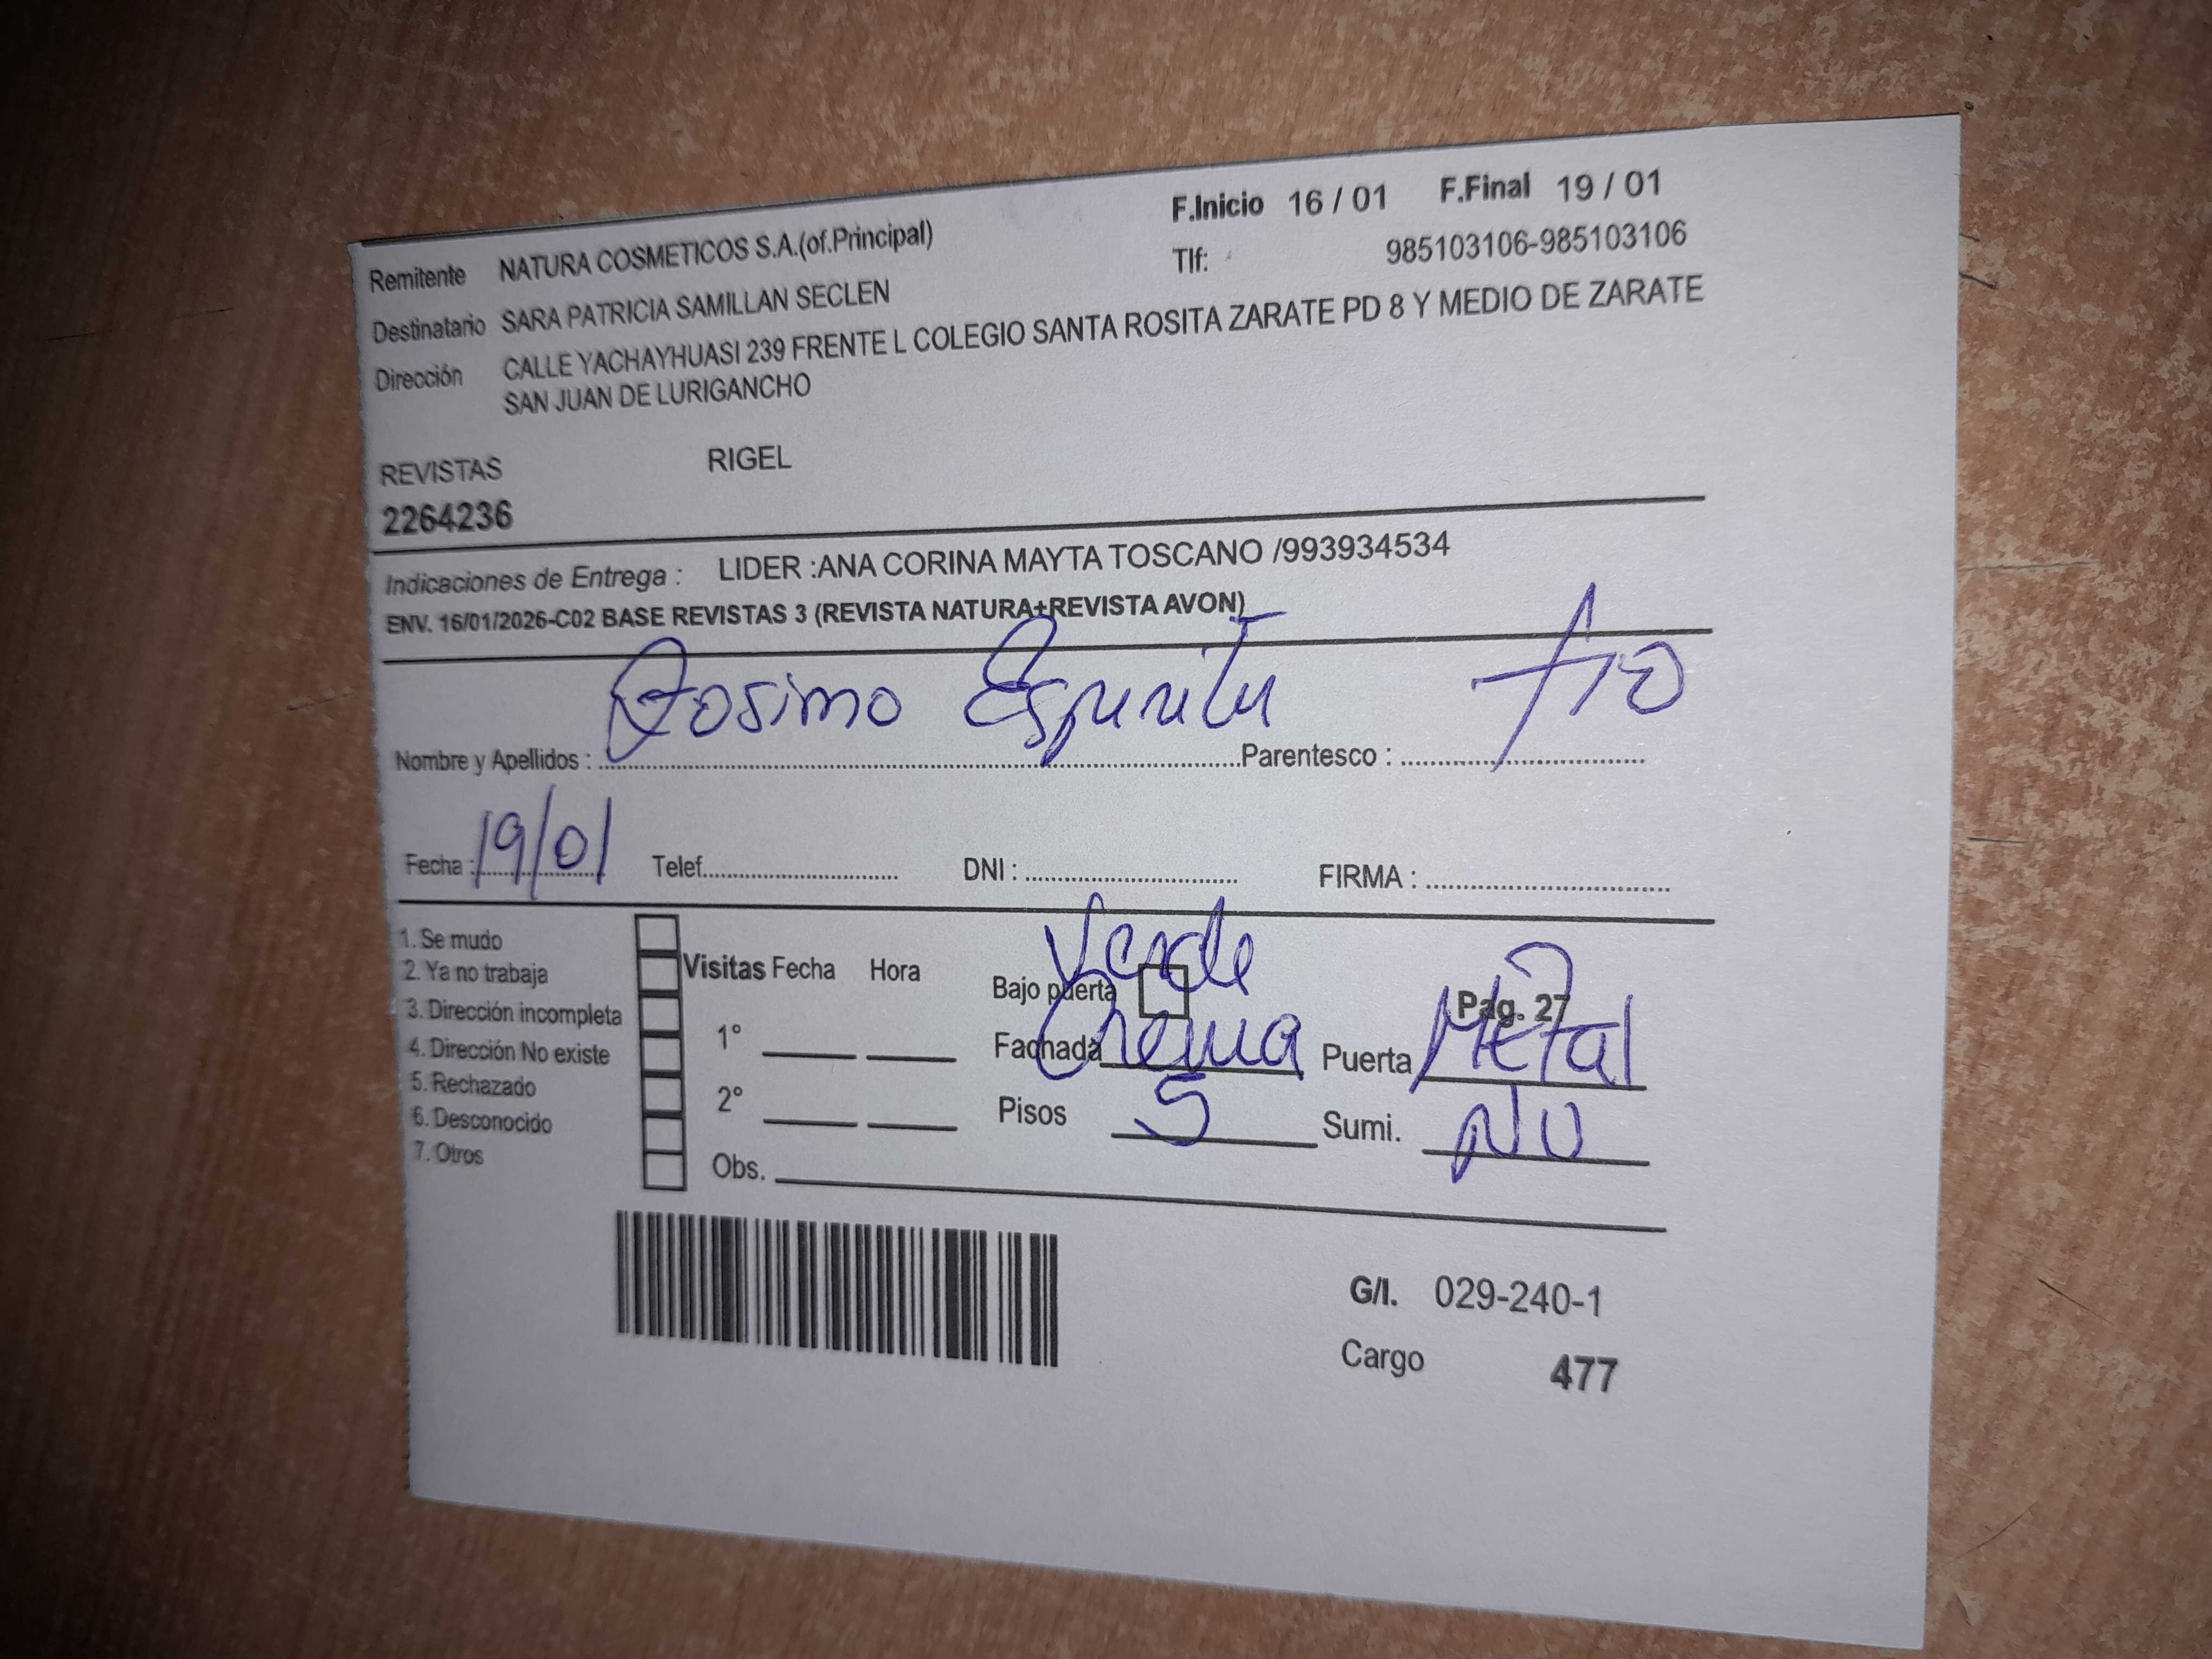 F.Inicio 16 / 01 F.Final 19 / 01
Remitente NATURA COSMETICOS S.A.(of.Principal) Tlf: 985103106-985103106
Destinatario SARA PATRICIA SAMILLAN SECLEN
Dirección CALLE YACHAYHUASI 239 FRENTE L COLEGIO SANTA ROSITA ZARATE PD 8 Y MEDIO DE ZARATE
SAN JUAN DE LURIGANCHO
REVISTAS RIGEL
2264236
Indicaciones de Entrega : LIDER :ANA CORINA MAYTA TOSCANO /993934534
ENV. 16/01/2026-C02 BASE REVISTAS 3 (REVISTA NATURA+REVISTA AVON)
Nombre y Apellidos : Zosimo Espiritu Parentesco : Tio
Fecha : 19/01 Telef. DNI : FIRMA :
1. Se mudo
2. Ya no trabaja
3. Dirección incompleta
4. Dirección No existe
5. Rechazado
6. Desconocido
7. Otros
Visitas Fecha Hora
1°
2°
Obs.
Verde
Bajo puerta Pag. 27
Fachada Crema Puerta Metal
Pisos 5 Sumi. NO
G/I. 029-240-1
Cargo 477